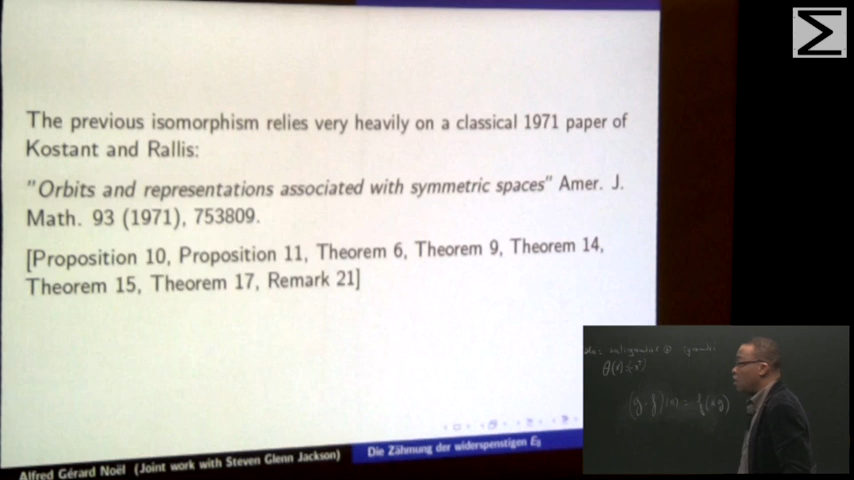 The previous isomorphism relies very heavily on a classical 1971 paper of
Kostant and Rallis:
"Orbits and representations associated with symmetric spaces" Amer. J.
Math. 93 (1971), 753809.
[Proposition 10, Proposition 11, Theorem 6, Theorem 9, Theorem 14,
Theorem 15, Theorem 17, Remark 21]
Alfred Gérard Noël (Joint work with Steven Glenn Jackson)
Die Zähmung der widerspenstigen E8
Σ